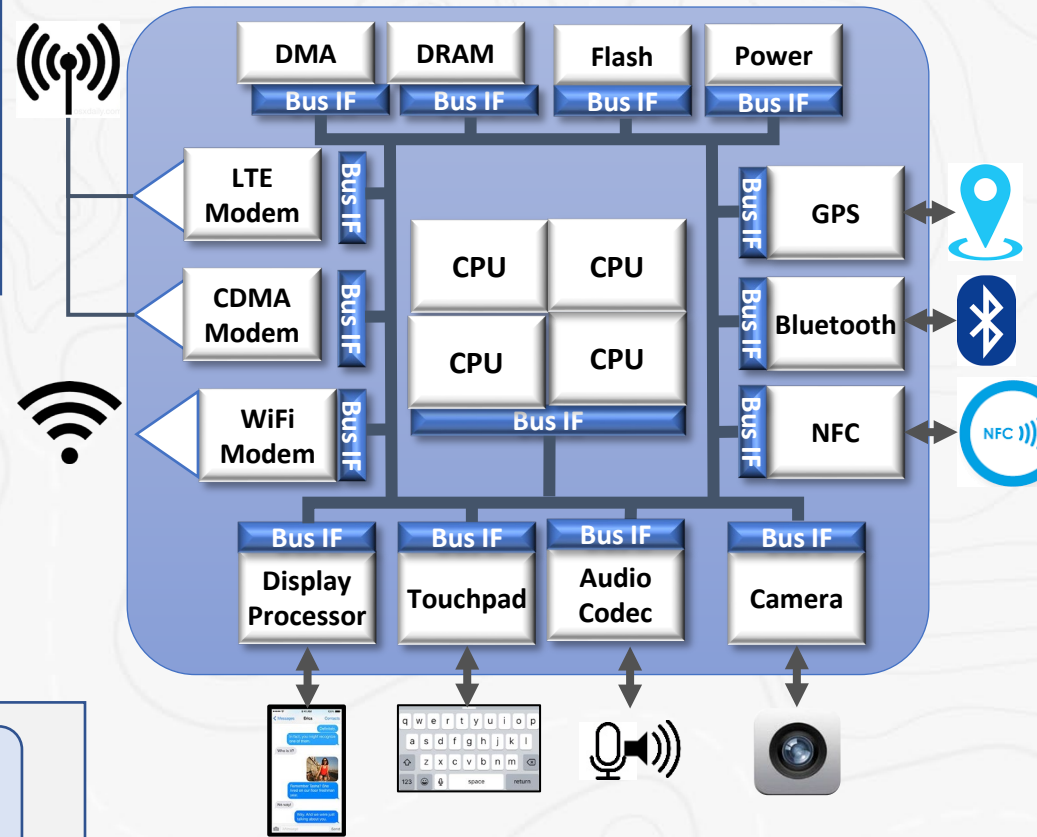 DMA
DRAM
Flash
Power
Bus IF
Bus IF
Bus IF
Bus IF
LTE
Modem
Bus IF
Bus IF
GPS
CPU
CPU
CDMA
Modem
Bus IF
Bus IF
Bluetooth
CPU
CPU
WiFi
Modem
Bus IF
Bus IF
Bus IF
NFC
NFC
Bus IF
Bus IF
Bus IF
Bus IF
Display
Processor
Touchpad
Audio
Codec
Camera
Messages Erica
q w e r t y u i o p
a s d f g h j k l
z x c v b n m
123 space return